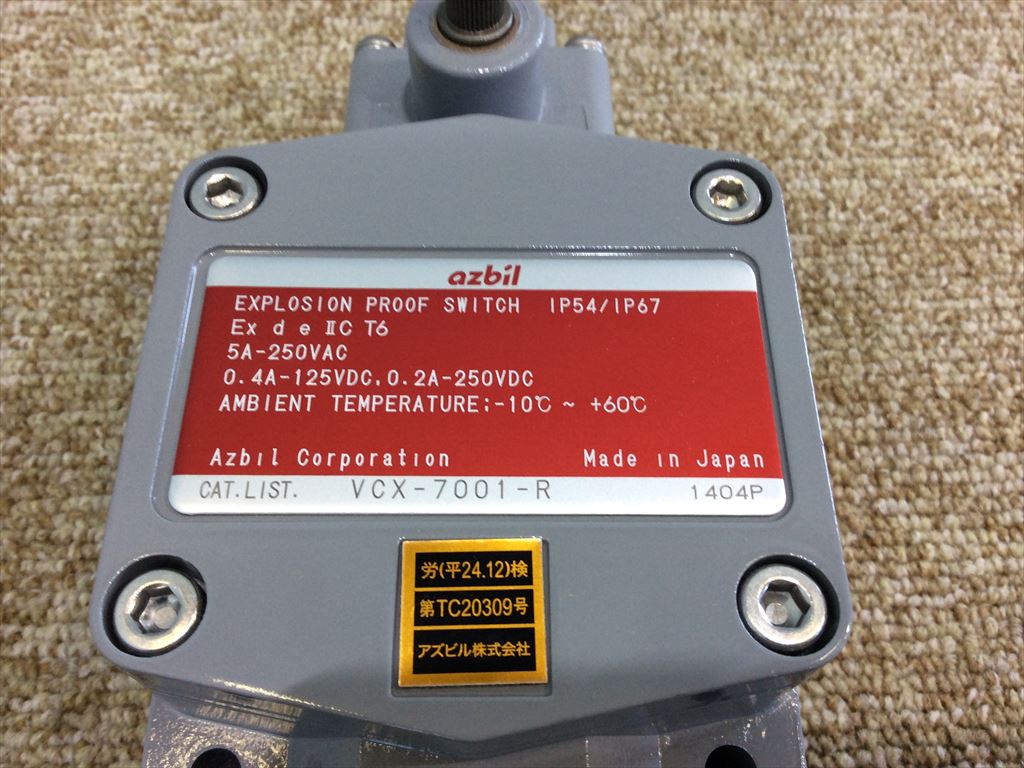 azbil
EXPLOSION PROOF SWITCH IP54/IP67
Ex d e ⅡC T6
5A-250VAC
0.4A-125VDC,0.2A-250VDC
AMBIENT TEMPERATURE;-10℃ ~ +60℃
Azbil Corporation Made in Japan
CAT.LIST. VCX-7001-R 1404P
労(平24.12)検
第TC20309号
アズビル株式会社